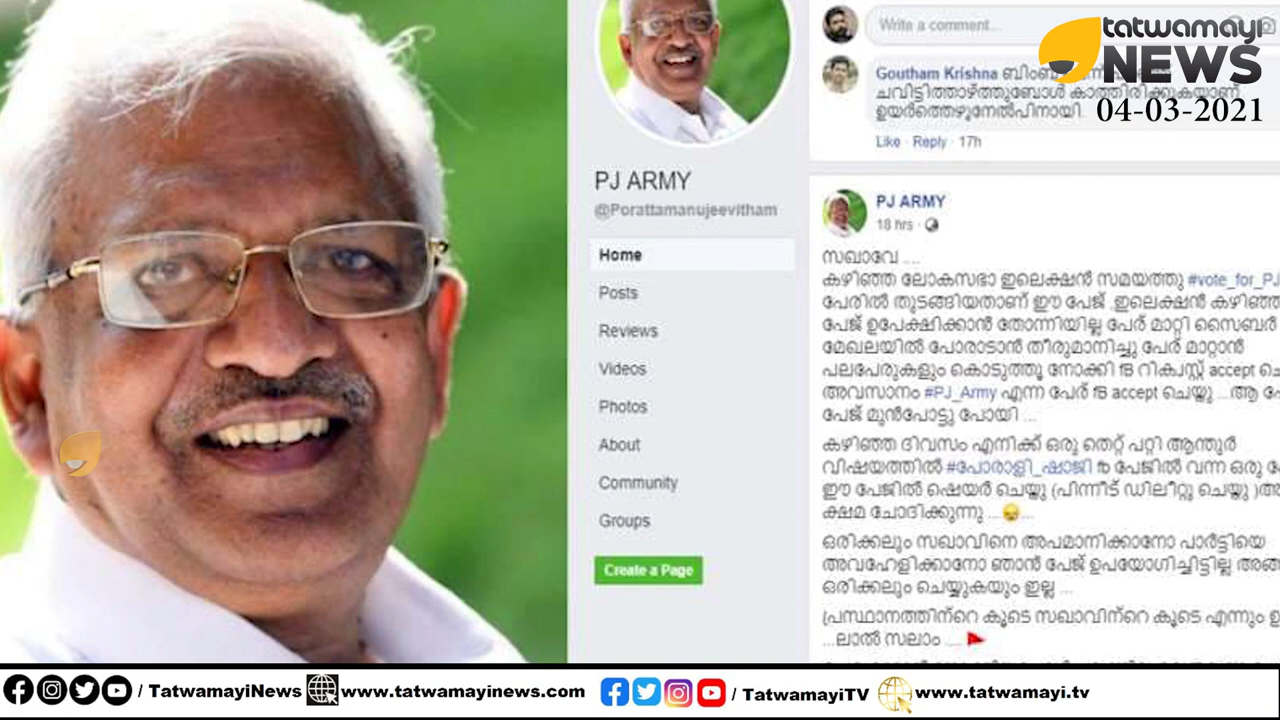 tatwamayi
NEWS
04-03-2021
Write a comment...
Goutham Krishna
ചവിട്ടിത്താഴ്ത്തുബോൾ കാത്തിരിക്കുകയാണ്
ഉയർത്തെഴുനേൽപിനായി.
Like · Reply · 17h
PJ ARMY
@Porattamanujeevitham
Home
Posts
Reviews
Videos
Photos
About
Community
Groups
Create a Page
PJ ARMY
18 hrs
സഖാവേ ....
കഴിഞ്ഞ ലോകസഭാ ഇലെക്ഷൻ സമയത്തു #vote_for_PJ
പേരിൽ തുടങ്ങിയതാണ് ഈ പേജ് .ഇലെക്ഷൻ കഴിഞ്ഞ
പേജ് ഉപേക്ഷിക്കാൻ തോന്നിയില്ല പേര് മാറ്റി സൈബർ
മേഖലയിൽ പോരാടാൻ തീരുമാനിച്ചു പേര് മാറ്റാൻ
പലപേരുകളും കൊടുത്തൂ നോക്കി fB റിക്വസ്റ്റ് accept
അവസാനം #PJ_Army എന്ന പേര് fB accept ചെയ്തു ...ആ
പേജ് മുൻപോട്ടു പോയി ...
കഴിഞ്ഞ ദിവസം എനിക്ക് ഒരു തെറ്റ് പറ്റി ആന്തൂർ
വിഷയത്തിൽ #പോരാളി_ഷാജി fb പേജിൽ വന്ന ഒരു
ഈ പേജിൽ ഷെയർ ചെയ്തു (പിന്നീട് ഡിലീറ്റു ചെയ്തു )
ക്ഷമ ചോദിക്കുന്നു ... ...
ഒരിക്കലും സഖാവിനെ അപമാനിക്കാനോ പാർട്ടിയെ
അവഹേളിക്കാനോ ഞാൻ പേജ് ഉപയോഗിച്ചിട്ടില്ല
ഒരിക്കലും ചെയ്യുകയും ഇല്ല ...
പ്രസ്ഥാനത്തിന്റെ കൂടെ സഖാവിന്റെ കൂടെ എന്നും
...ലാൽ സലാം ....
/ TatwamayiNews www.tatwamayinews.com / TatwamayiTV www.tatwamayi.tv